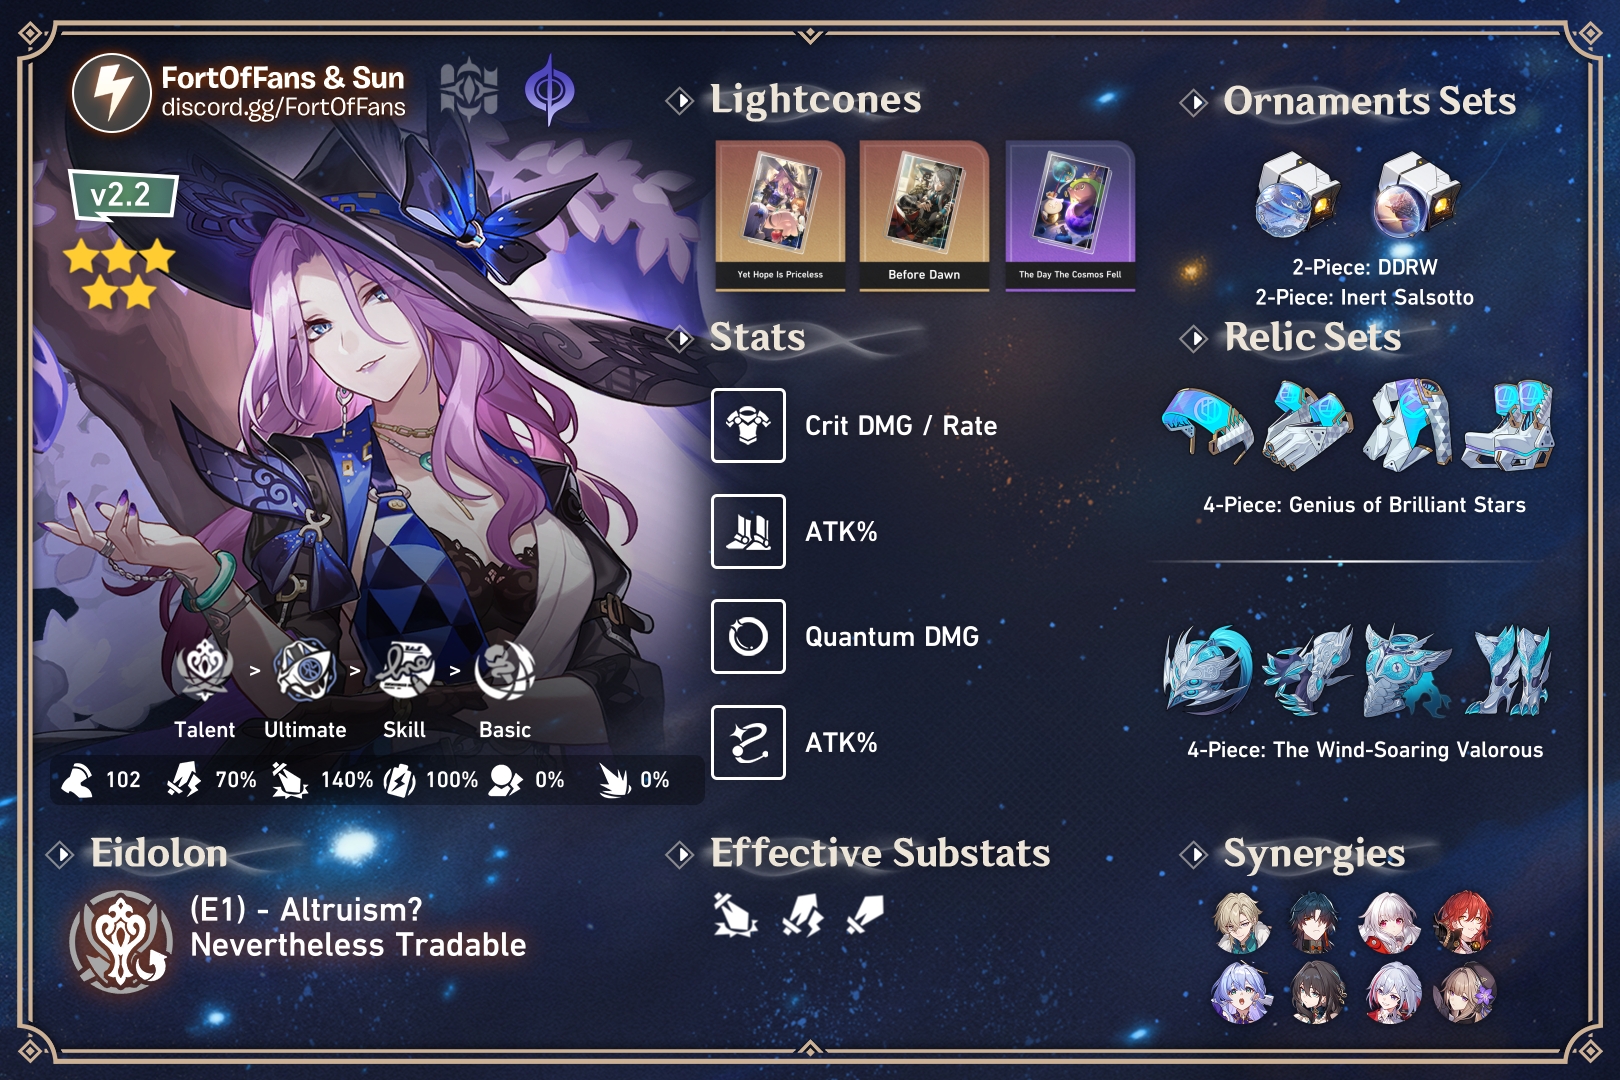 FortOfFans & Sun
discord.gg/FortOfFans
v2.2
Talent > Ultimate > Skill > Basic
102 70% 140% 100% 0% 0%
Eidolon
(E1) - Altruism?
Nevertheless Tradable
Lightcones
Yet Hope Is Priceless
Before Dawn
The Day The Cosmos Fell
Stats
Crit DMG / Rate
ATK%
Quantum DMG
ATK%
Effective Substats
Ornaments Sets
2-Piece: DDRW
2-Piece: Inert Salsotto
Relic Sets
4-Piece: Genius of Brilliant Stars
4-Piece: The Wind-Soaring Valorous
Synergies